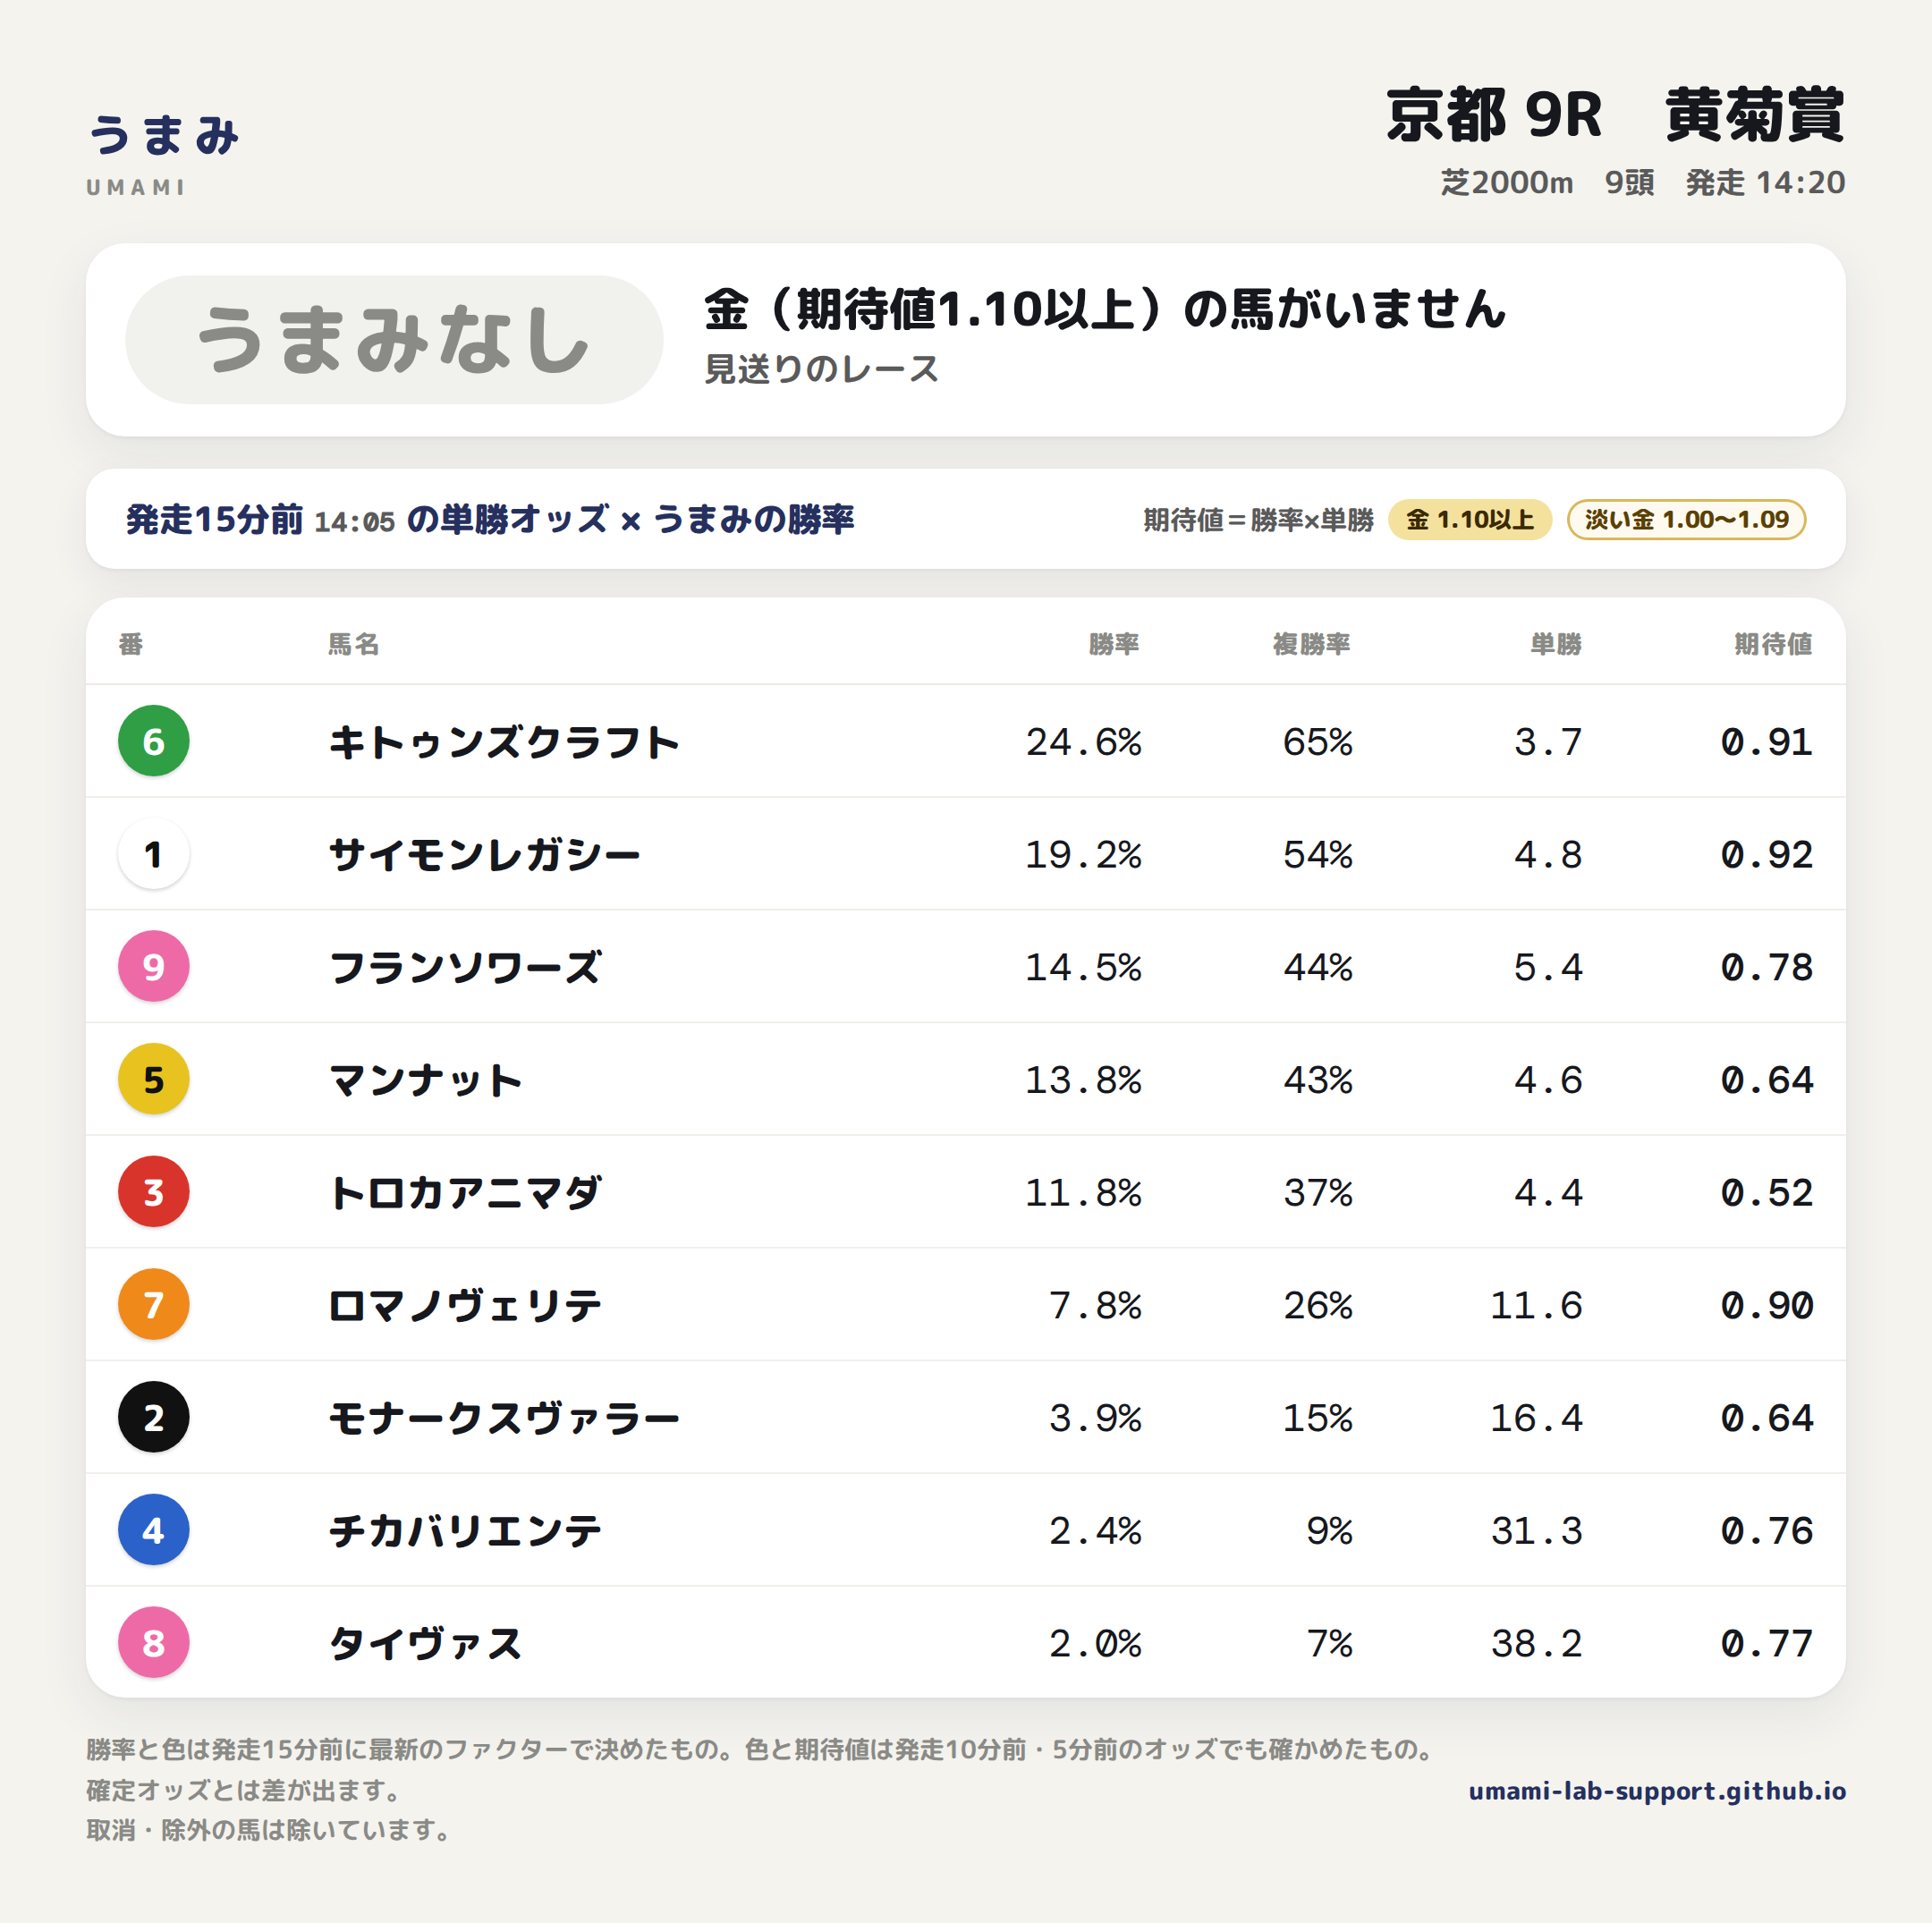 うまみ
UMAMI
京都 9R 黄菊賞
芝2000m 9頭 発走 14:20
うまみなし
金（期待値1.10以上）の馬がいません
見送りのレース
発走15分前 14:05 の単勝オッズ × うまみの勝率
期待値＝勝率×単勝 金 1.10以上 淡い金 1.00〜1.09
番 馬名 勝率 複勝率 単勝 期待値
6 キトゥンズクラフト 24.6% 65% 3.7 0.91
1 サイモンレガシー 19.2% 54% 4.8 0.92
9 フランソワーズ 14.5% 44% 5.4 0.78
5 マンナット 13.8% 43% 4.6 0.64
3 トロカアニマダ 11.8% 37% 4.4 0.52
7 ロマノヴェリテ 7.8% 26% 11.6 0.90
2 モナークスヴァラー 3.9% 15% 16.4 0.64
4 チカバリエンテ 2.4% 9% 31.3 0.76
8 タイヴァス 2.0% 7% 38.2 0.77
勝率と色は発走15分前に最新のファクターで決めたもの。色と期待値は発走10分前・5分前のオッズでも確かめたもの。
確定オッズとは差が出ます。
取消・除外の馬は除いています。
umami-lab-support.github.io